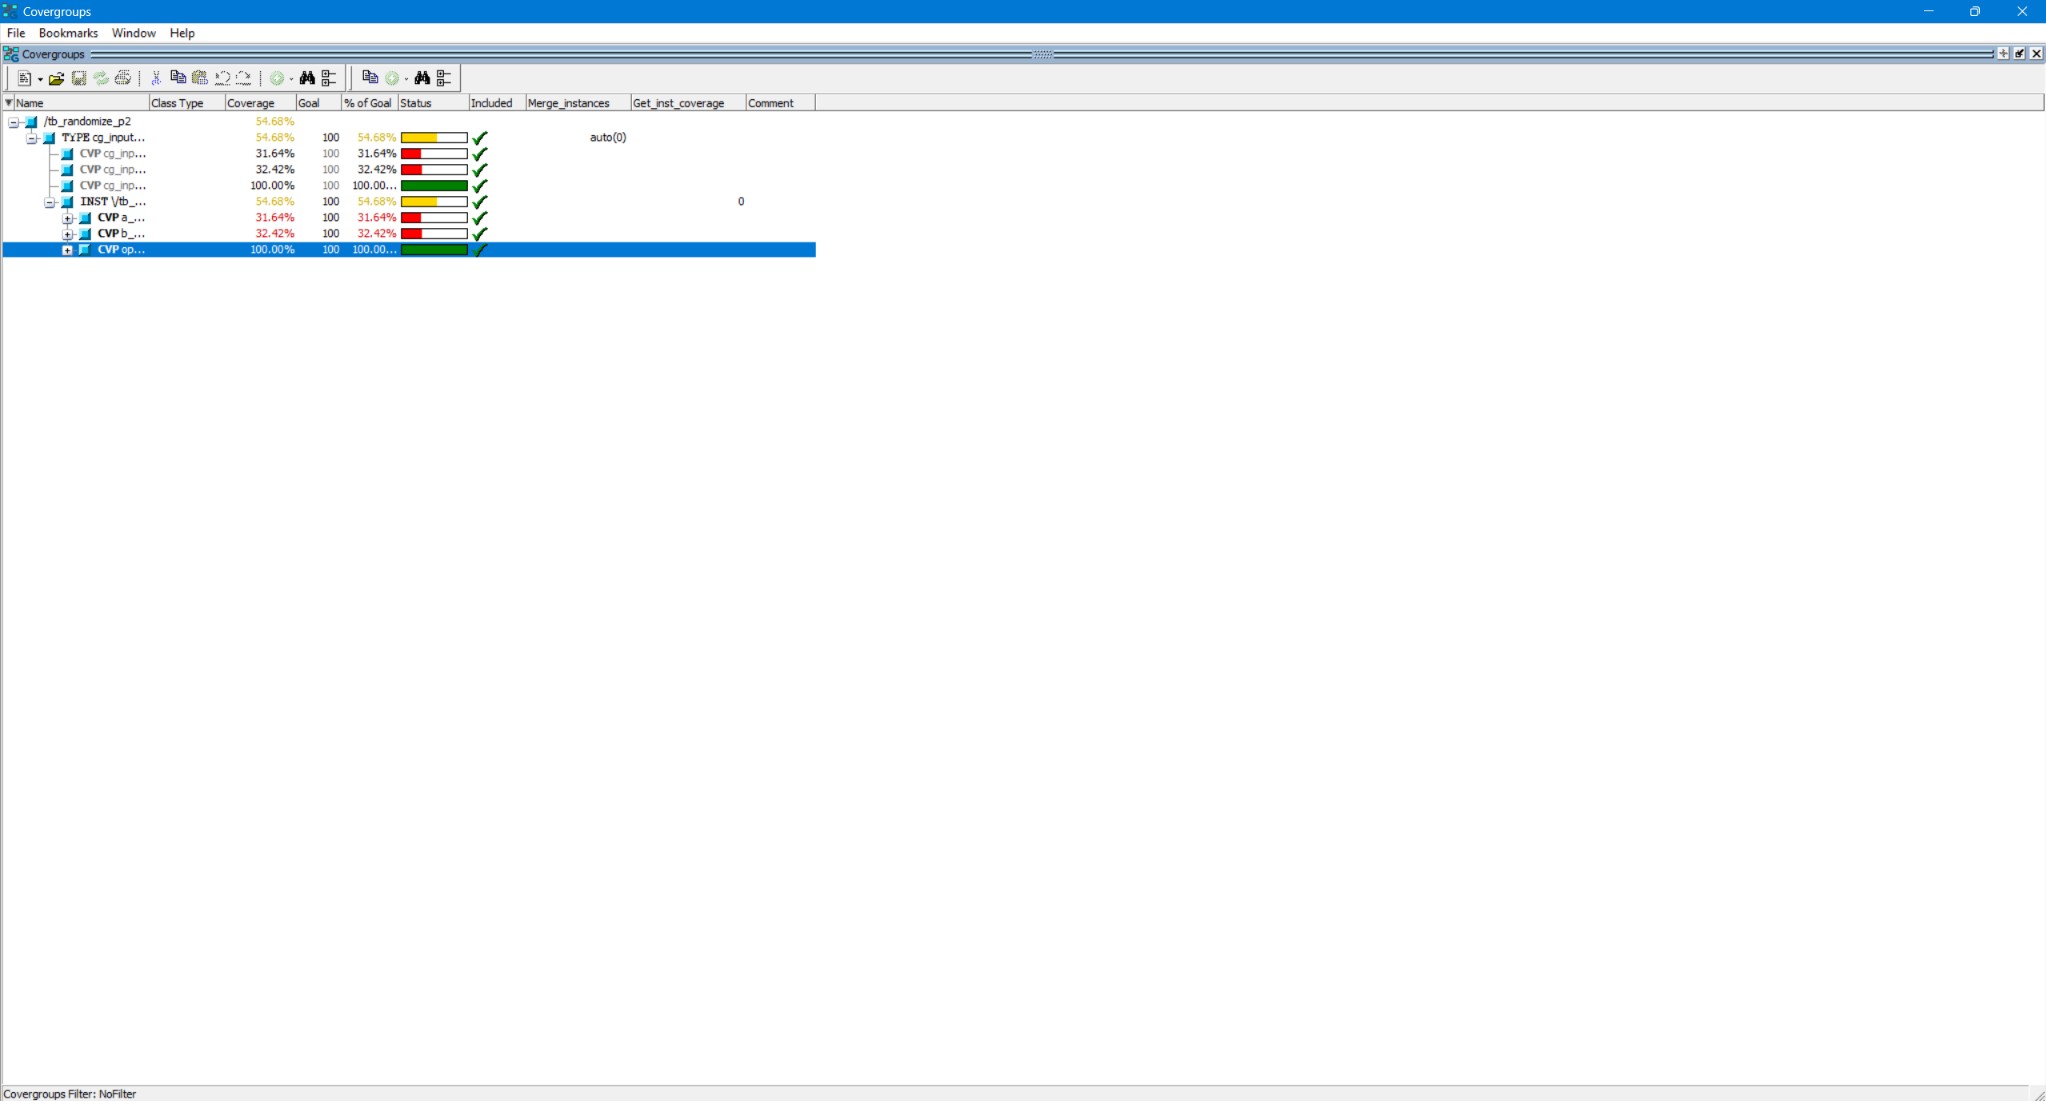 Covergroups
File Bookmarks Window Help
Covergroups
Name Class Type Coverage Goal % of Goal Status Included Merge_instances Get_inst_coverage Comment
/tb_randomize_p2 54.68%
TYPE cg_input... 54.68% 100 54.68% auto(0)
CVP cg_inp... 31.64% 100 31.64%
CVP cg_inp... 32.42% 100 32.42%
CVP cg_inp... 100.00% 100 100.00...
INST \/tb_... 54.68% 100 54.68% 0
CVP a_... 31.64% 100 31.64%
CVP b_... 32.42% 100 32.42%
CVP op... 100.00% 100 100.00...
Covergroups Filter: NoFilter